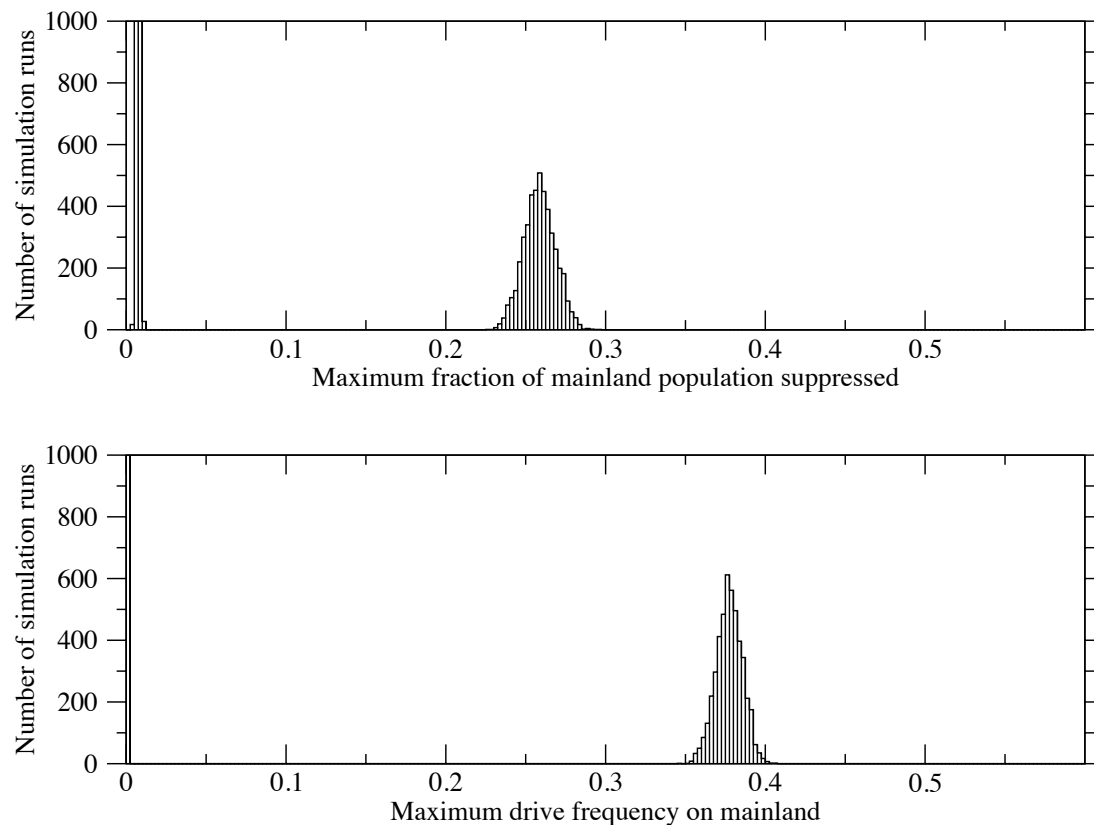 1000
800
600
400
200
0
Number of simulation runs
0 0.1 0.2 0.3 0.4 0.5
Maximum fraction of mainland population suppressed
1000
800
600
400
200
0
Number of simulation runs
0 0.1 0.2 0.3 0.4 0.5
Maximum drive frequency on mainland